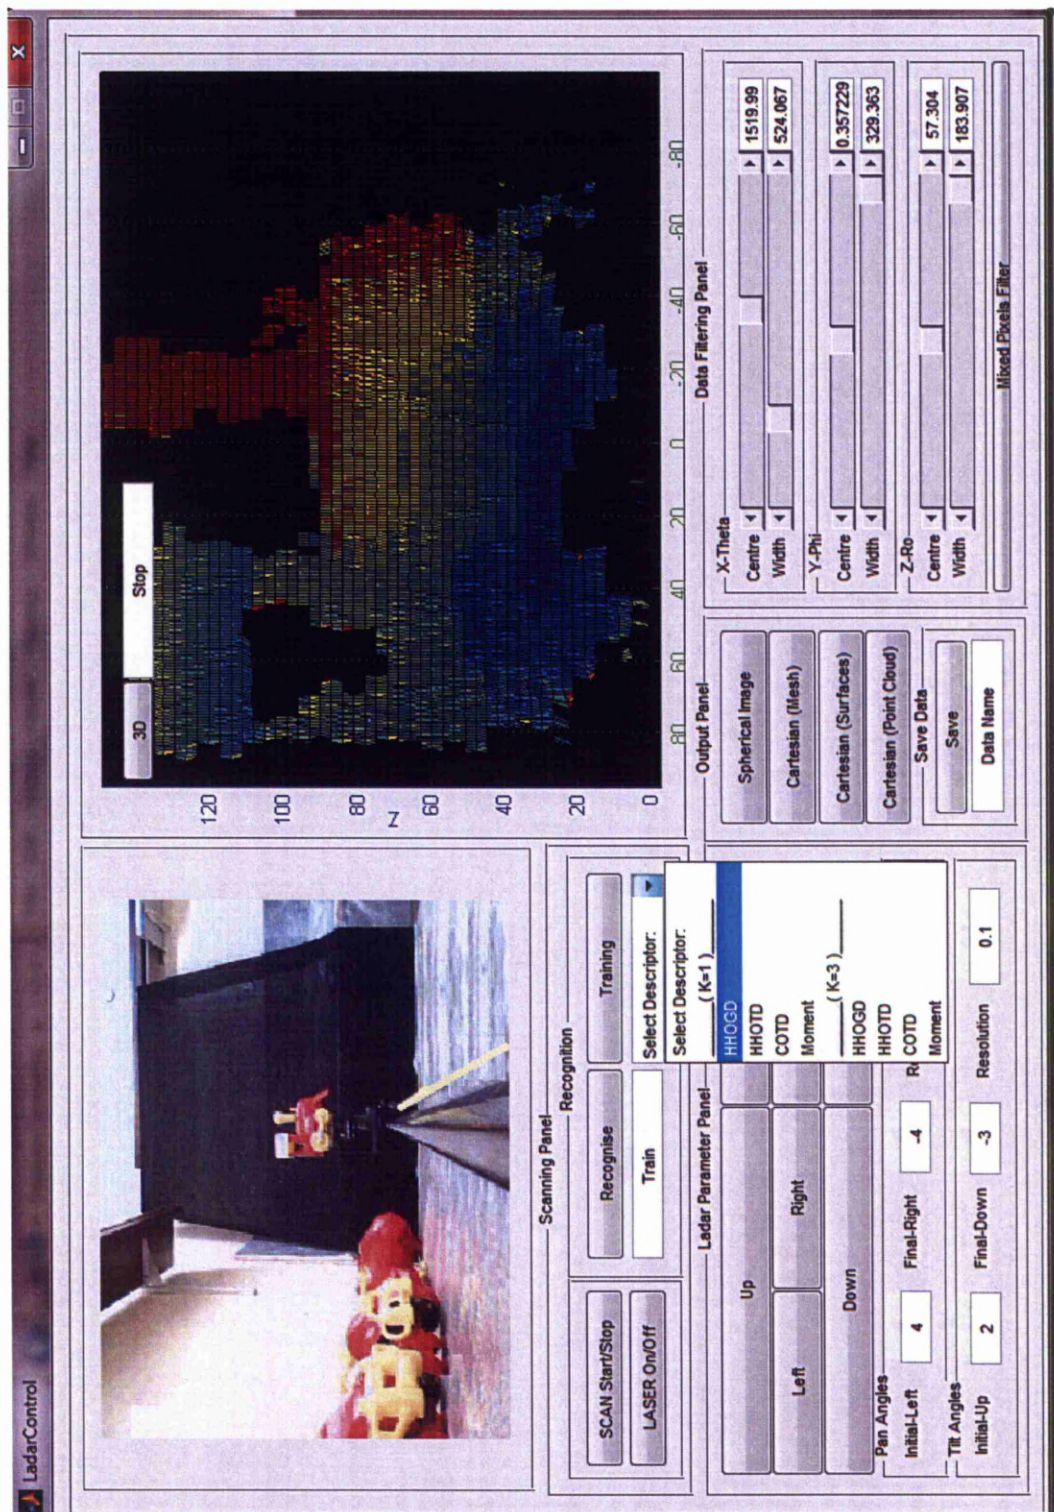 LadarControl
3D
Stop
Z
120
100
80
60
40
20
0
80
60
40
20
0
-20
-40
-60
-80
Scanning Panel
SCAN Start/Stop
LASER On/Off
Recognition
Recognise
Training
Train
Select Descriptor:
Select Descriptor:
_____( K=1 )_____
HHOGD
HHOTD
COTD
Moment
_____( K=3 )_____
HHOGD
HHOTD
COTD
Moment
Ladar Parameter Panel
Up
Left
Right
Down
Pan Angles
Initial-Left
4
Final-Right
-4
Tilt Angles
Initial-Up
2
Final-Down
-3
Resolution
0.1
Output Panel
Spherical Image
Cartesian (Mesh)
Cartesian (Surfaces)
Cartesian (Point Cloud)
Save Data
Save
Data Name
Data Filtering Panel
X-Theta
Centre
1519.99
Width
524.067
Y-Phi
Centre
0.357229
Width
329.363
Z-Ro
Centre
57.304
Width
183.907
Mixed Pixels Filter